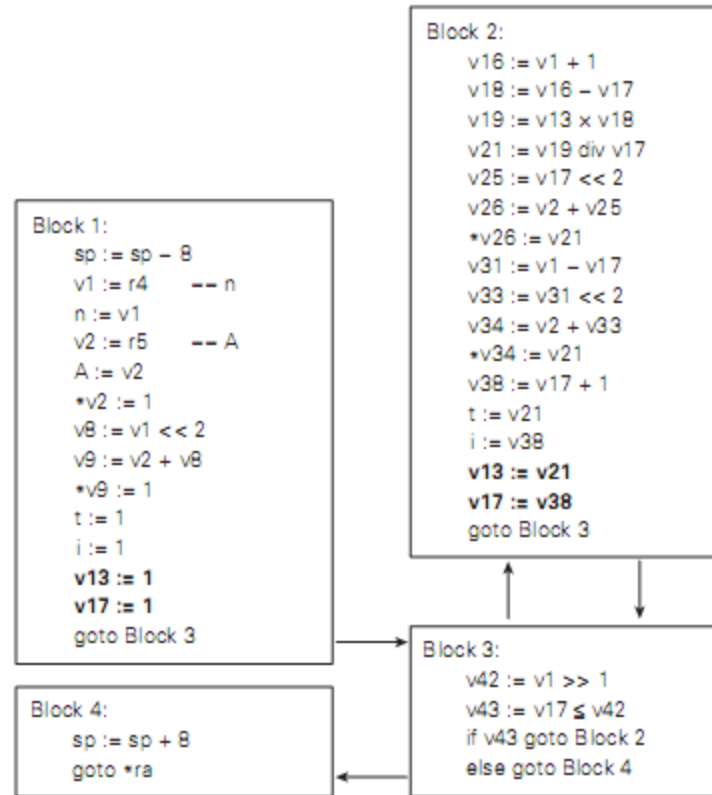 Block 1:
sp := sp – 8
v1 := r4 –– n
n := v1
v2 := r5 –– A
A := v2
*v2 := 1
v8 := v1 << 2
v9 := v2 + v8
*v9 := 1
t := 1
i := 1
v13 := 1
v17 := 1
goto Block 3
Block 2:
v16 := v1 + 1
v18 := v16 – v17
v19 := v13 × v18
v21 := v19 div v17
v25 := v17 << 2
v26 := v2 + v25
*v26 := v21
v31 := v1 – v17
v33 := v31 << 2
v34 := v2 + v33
*v34 := v21
v38 := v17 + 1
t := v21
i := v38
v13 := v21
v17 := v38
goto Block 3
Block 3:
v42 := v1 >> 1
v43 := v17 ≤ v42
if v43 goto Block 2
else goto Block 4
Block 4:
sp := sp + 8
goto *ra